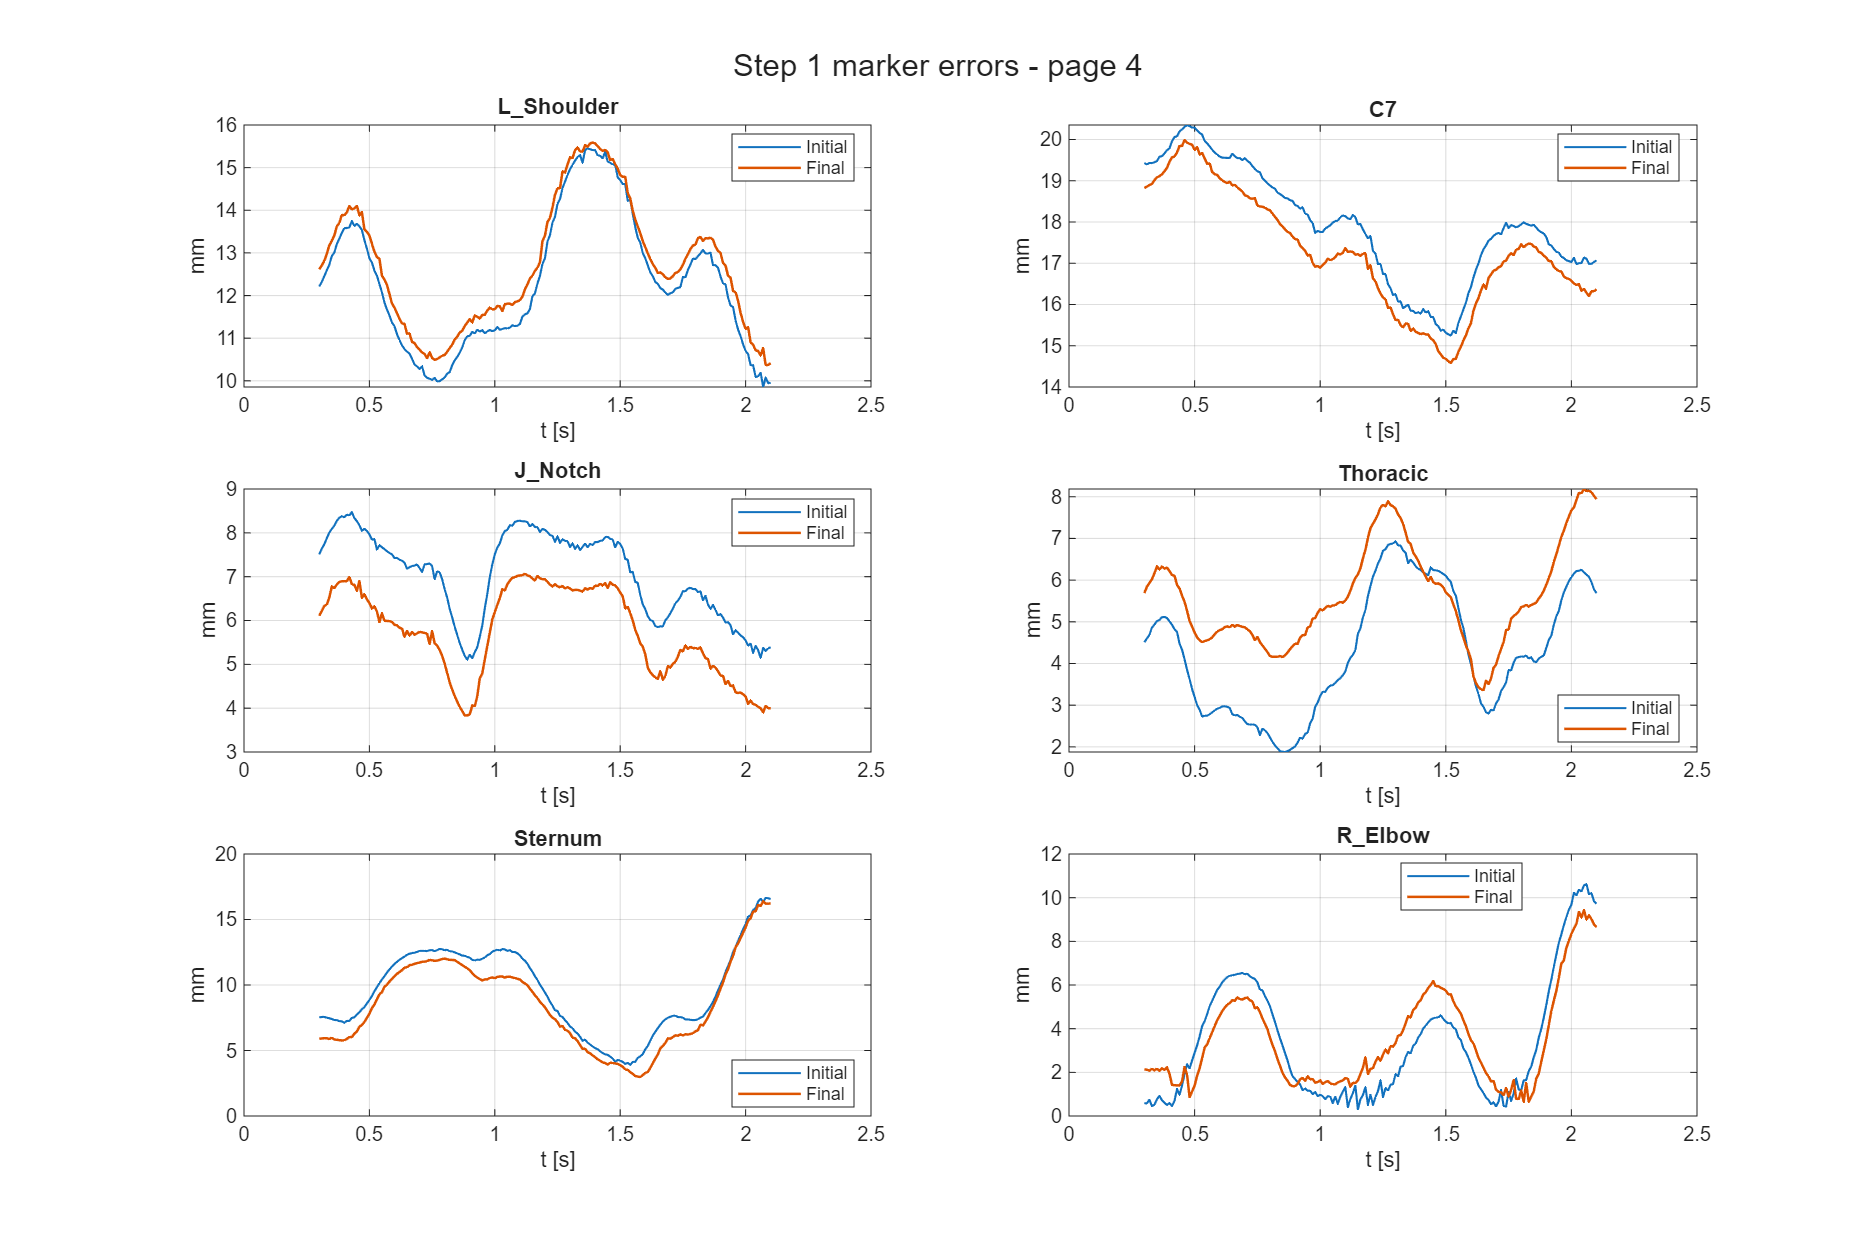 Step 1 marker errors - page 4
L_Shoulder
16
15
14
13
12
11
10
mm
0 0.5 1 1.5 2 2.5
t [s]
Initial
Final
C7
20
19
18
17
16
15
14
mm
0 0.5 1 1.5 2 2.5
t [s]
Initial
Final
J_Notch
9
8
7
6
5
4
3
mm
0 0.5 1 1.5 2 2.5
t [s]
Initial
Final
Thoracic
8
7
6
5
4
3
2
mm
0 0.5 1 1.5 2 2.5
t [s]
Initial
Final
Sternum
20
15
10
5
0
mm
0 0.5 1 1.5 2 2.5
t [s]
Initial
Final
R_Elbow
12
10
8
6
4
2
0
mm
0 0.5 1 1.5 2 2.5
t [s]
Initial
Final